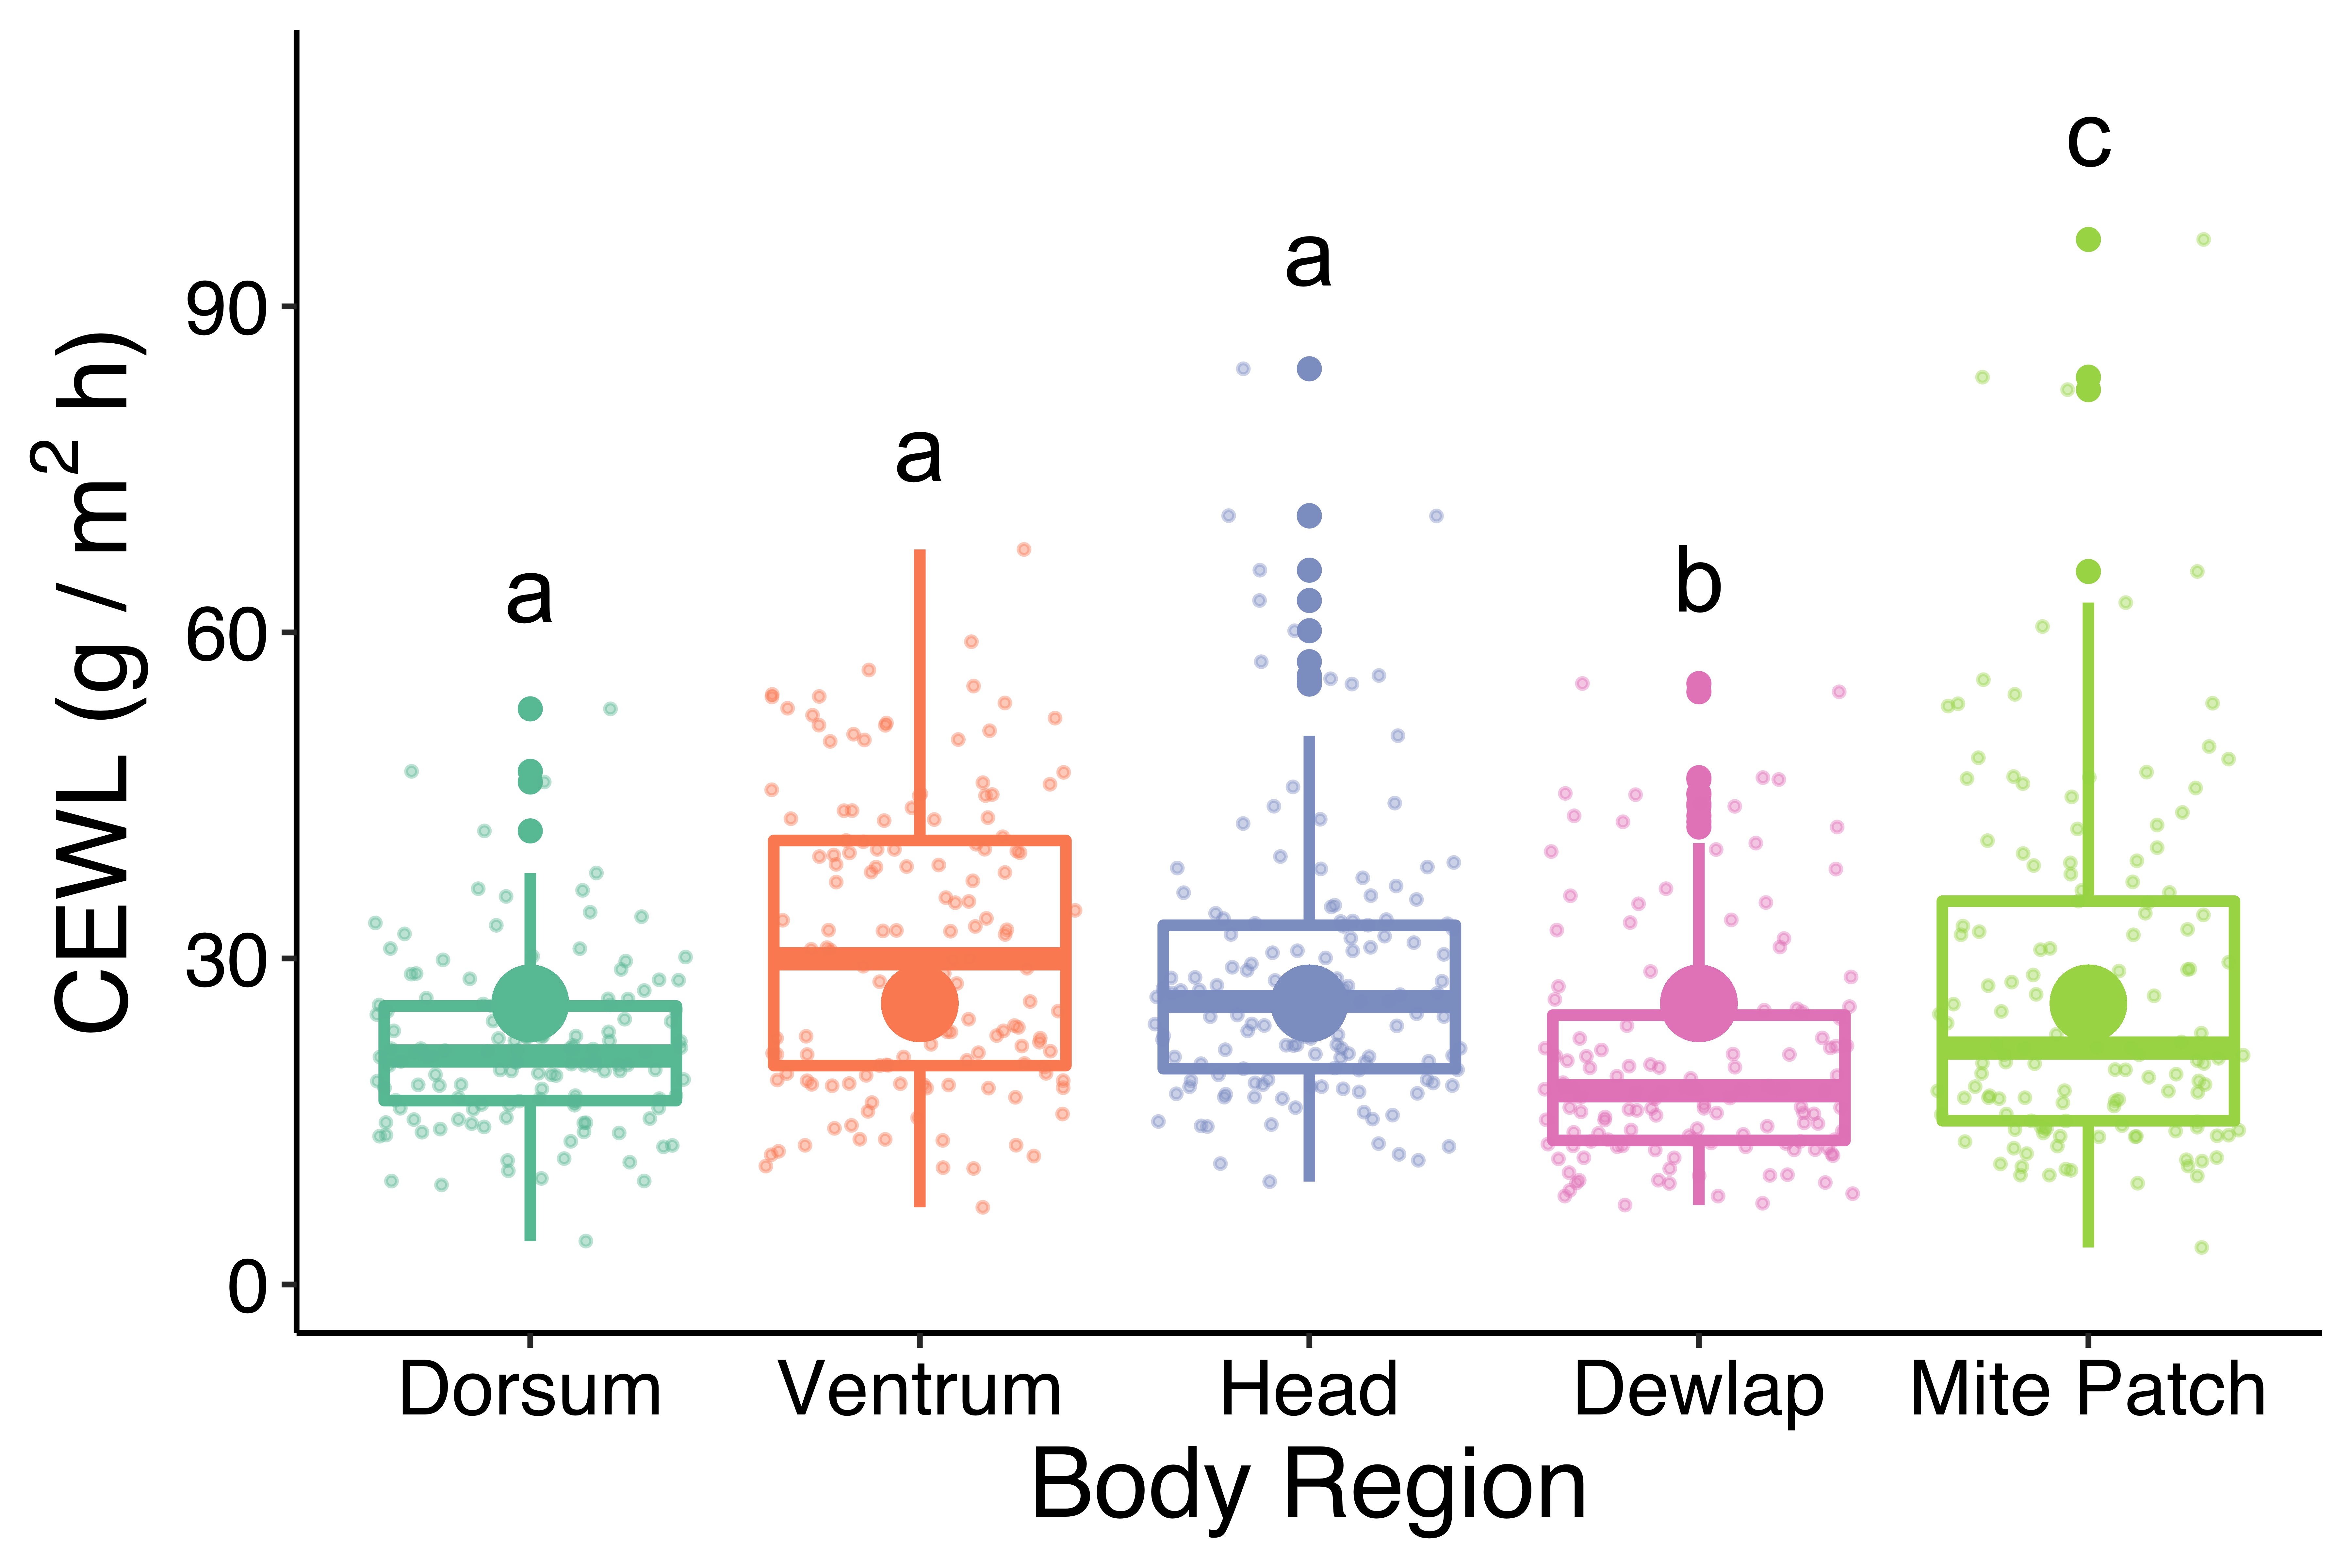 CEWL (g / m² h)
90
60
30
0
a
a
a
b
c
Dorsum
Ventrum
Head
Dewlap
Mite Patch
Body Region